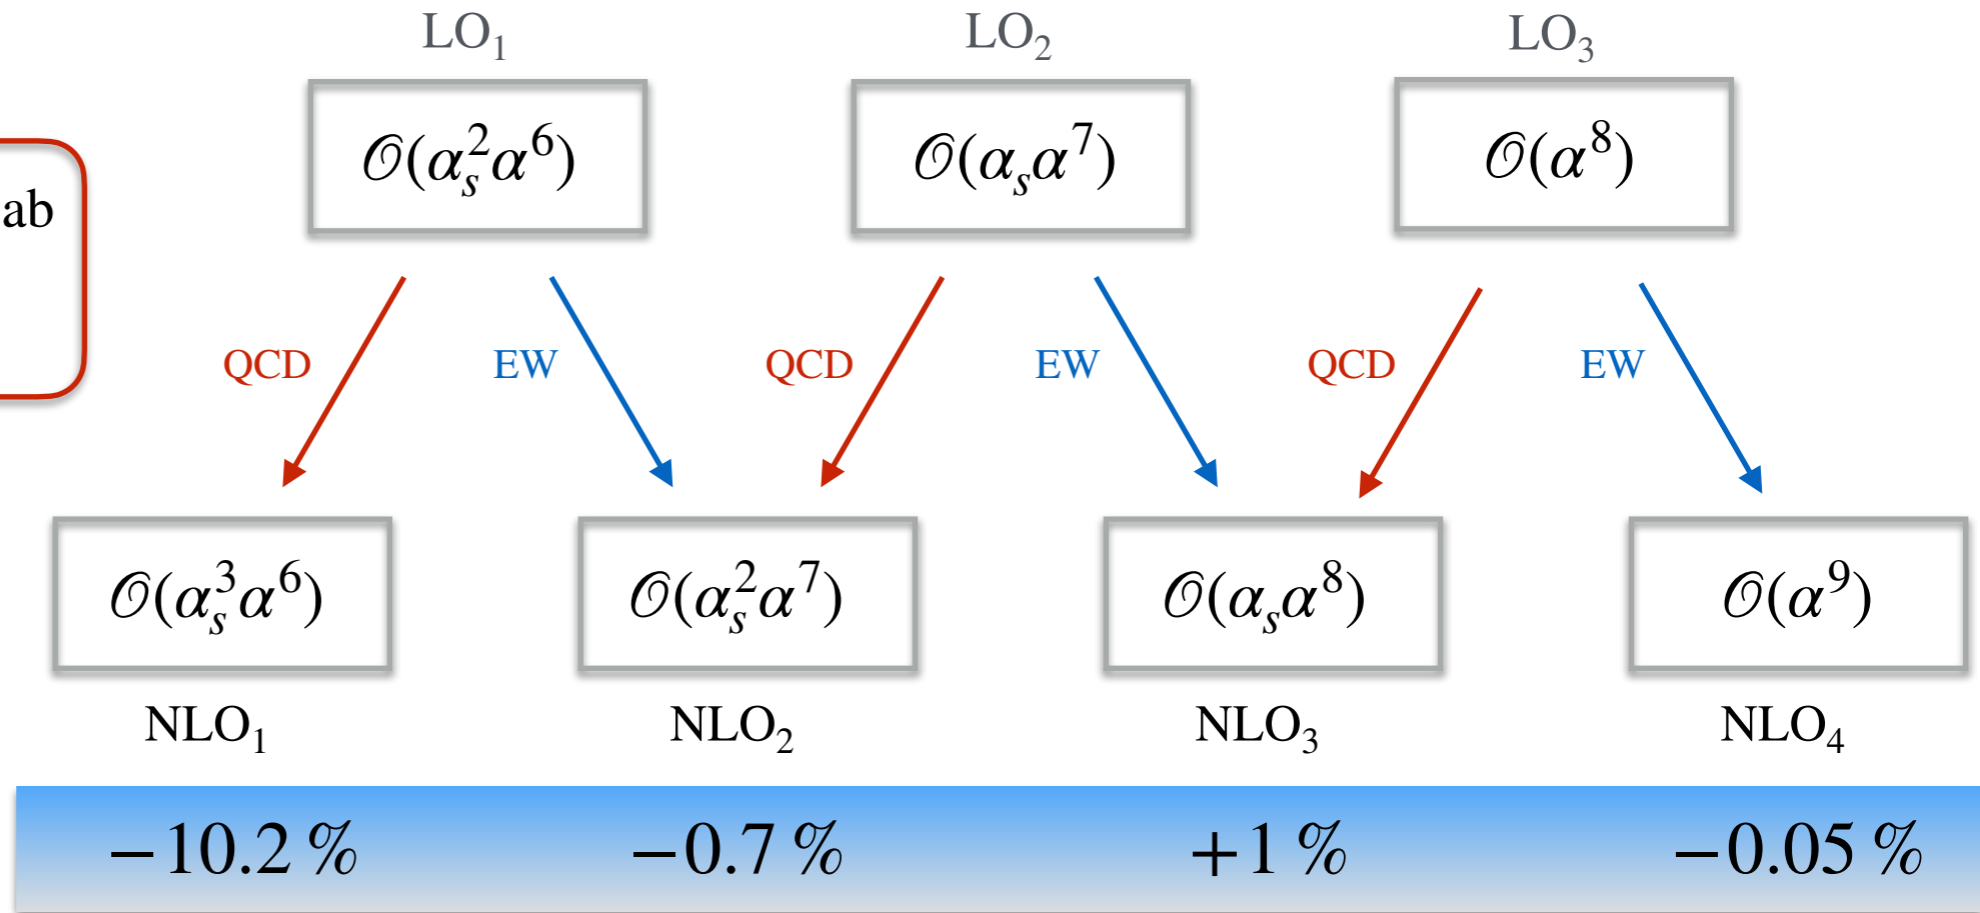 LO₁ LO₂ LO₃
𝒪(αₛ²α⁶) 𝒪(αₛα⁷) 𝒪(α⁸)
ab
QCD EW QCD EW QCD EW
𝒪(αₛ³α⁶) 𝒪(αₛ²α⁷) 𝒪(αₛα⁸) 𝒪(α⁹)
NLO₁ NLO₂ NLO₃ NLO₄
−10.2 % −0.7 % +1 % −0.05 %